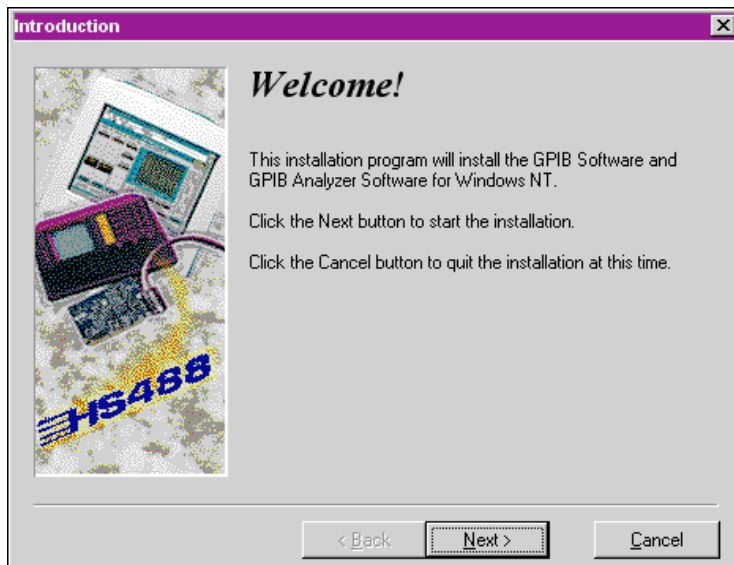 Introduction
Welcome!
This installation program will install the GPIB Software and
GPIB Analyzer Software for Windows NT.
Click the Next button to start the installation.
Click the Cancel button to quit the installation at this time.
HS488
< Back
Next >
Cancel